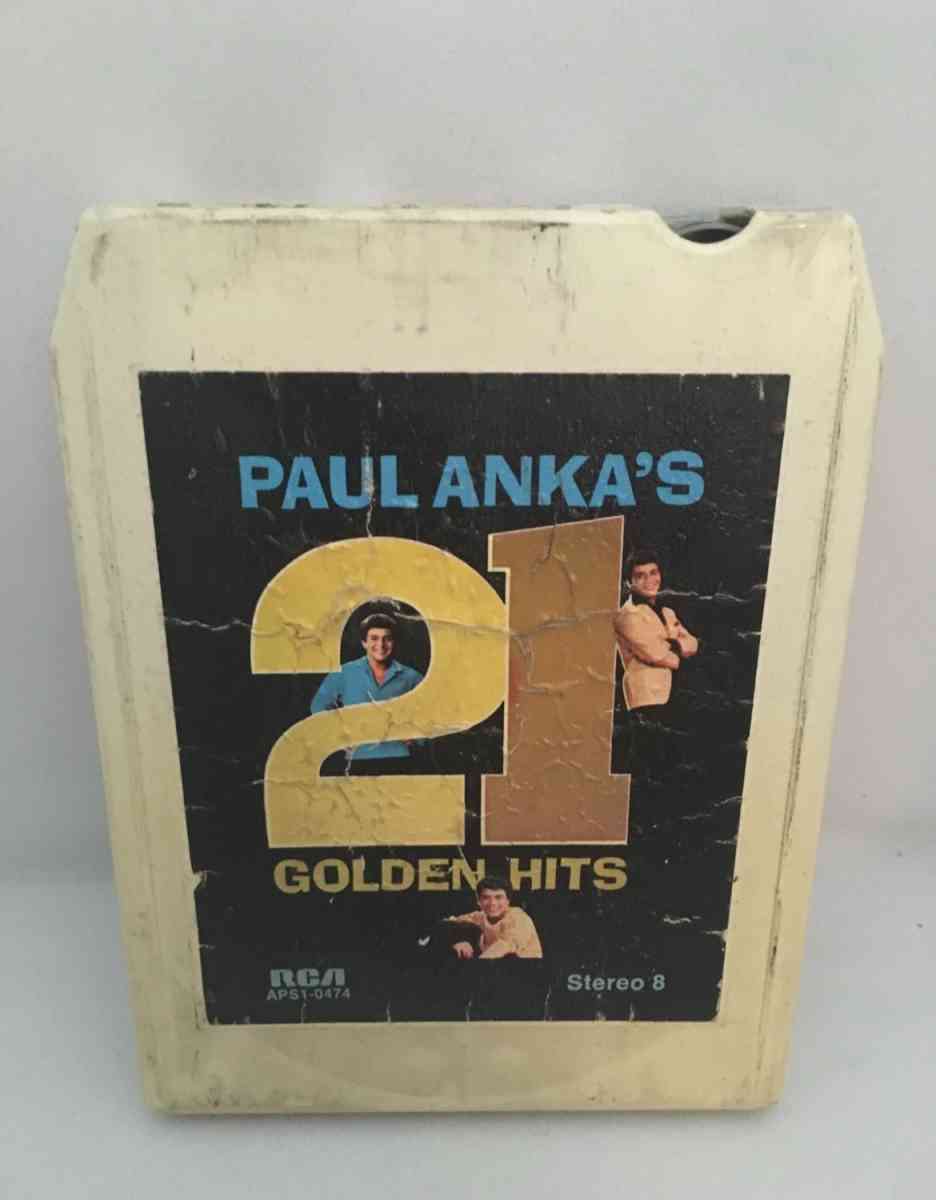 PAUL ANKA'S
21
GOLDEN HITS
RCA
APS1-0474
Stereo 8